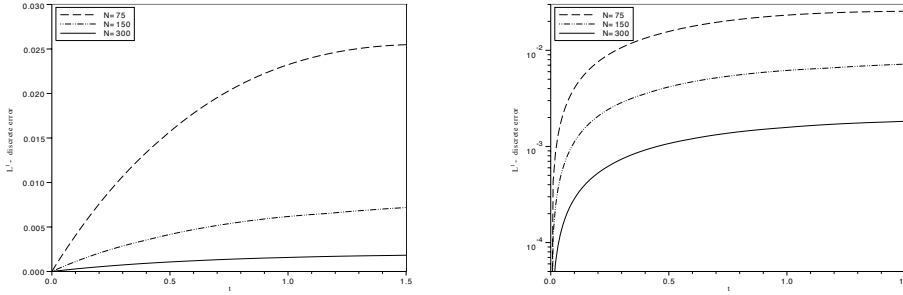 0.030
0.025
0.020
0.015
0.010
0.005
0.000
0.0
0.5
1.0
1.5
L¹ - discrete error
t
N= 75
N= 150
N= 300
10⁻²
10⁻³
10⁻⁴
0.0
0.5
1.0
1.5
L¹ - discrete error
t
N= 75
N= 150
N= 300